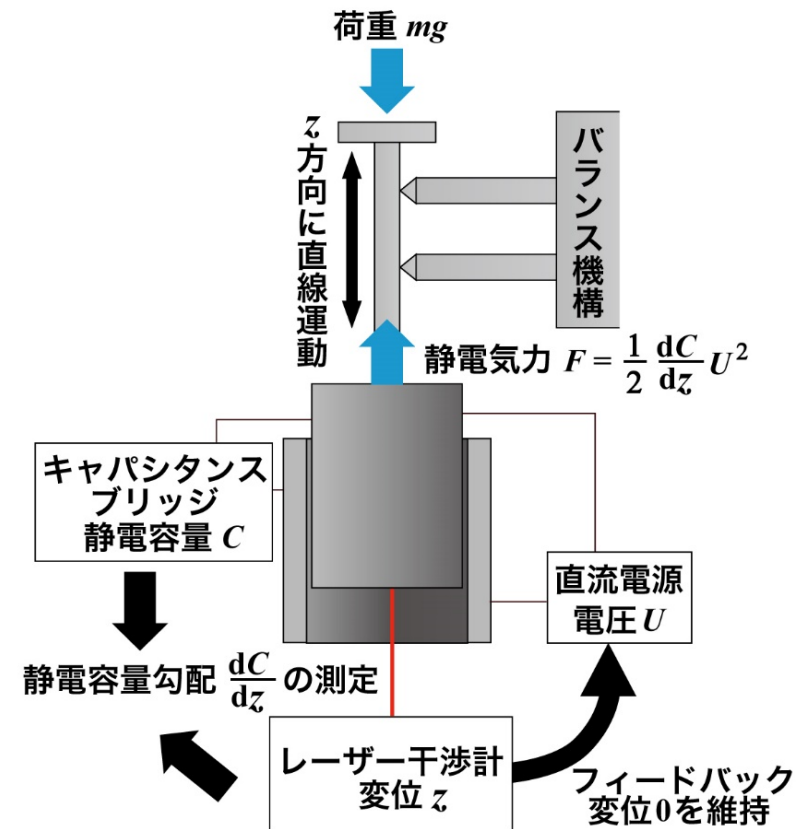 荷重 mg
z方向に直線運動
バランス機構
静電気力 F = 1/2 dC/dz U²
キャパシタンス
ブリッジ
静電容量 C
直流電源
電圧 U
静電容量勾配 dC/dz の測定
レーザー干渉計
変位 z
フィードバック
変位0を維持